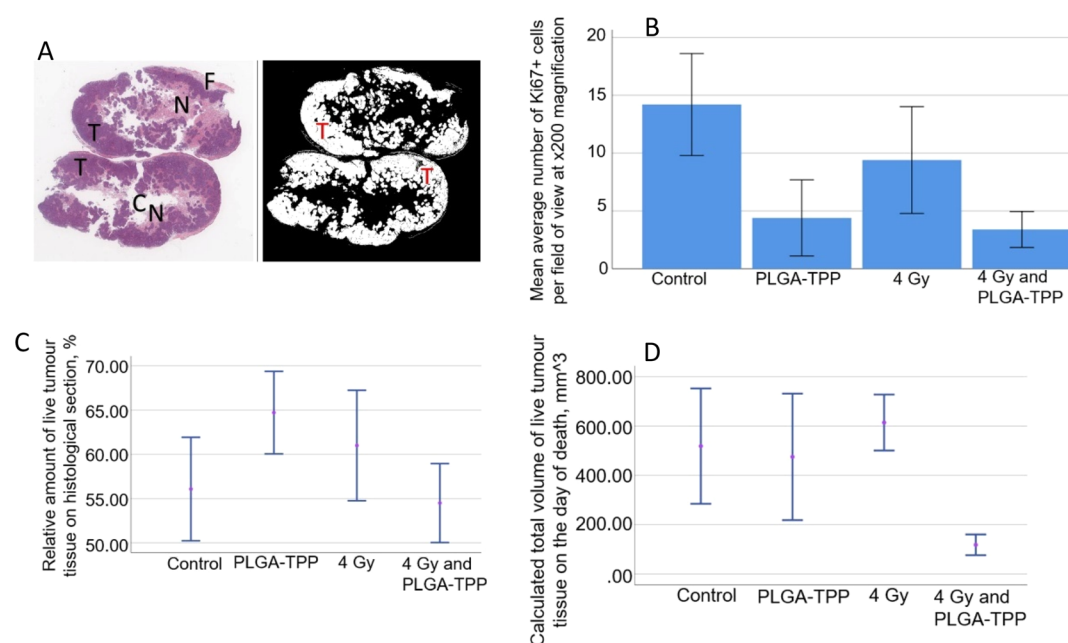 A
F
N
T
T
C
N
T
T
B
Mean average number of Ki67+ cells
per field of view at x200 magnification
20
15
10
5
0
Control
PLGA-TPP
4 Gy
4 Gy and
PLGA-TPP
C
Relative amount of live tumour
tissue on histological section, %
70.00
65.00
60.00
55.00
50.00
Control
PLGA-TPP
4 Gy
4 Gy and
PLGA-TPP
D
Calculated total volume of live tumour
tissue on the day of death, mm^3
800.00
600.00
400.00
200.00
.00
Control
PLGA-TPP
4 Gy
4 Gy and
PLGA-TPP